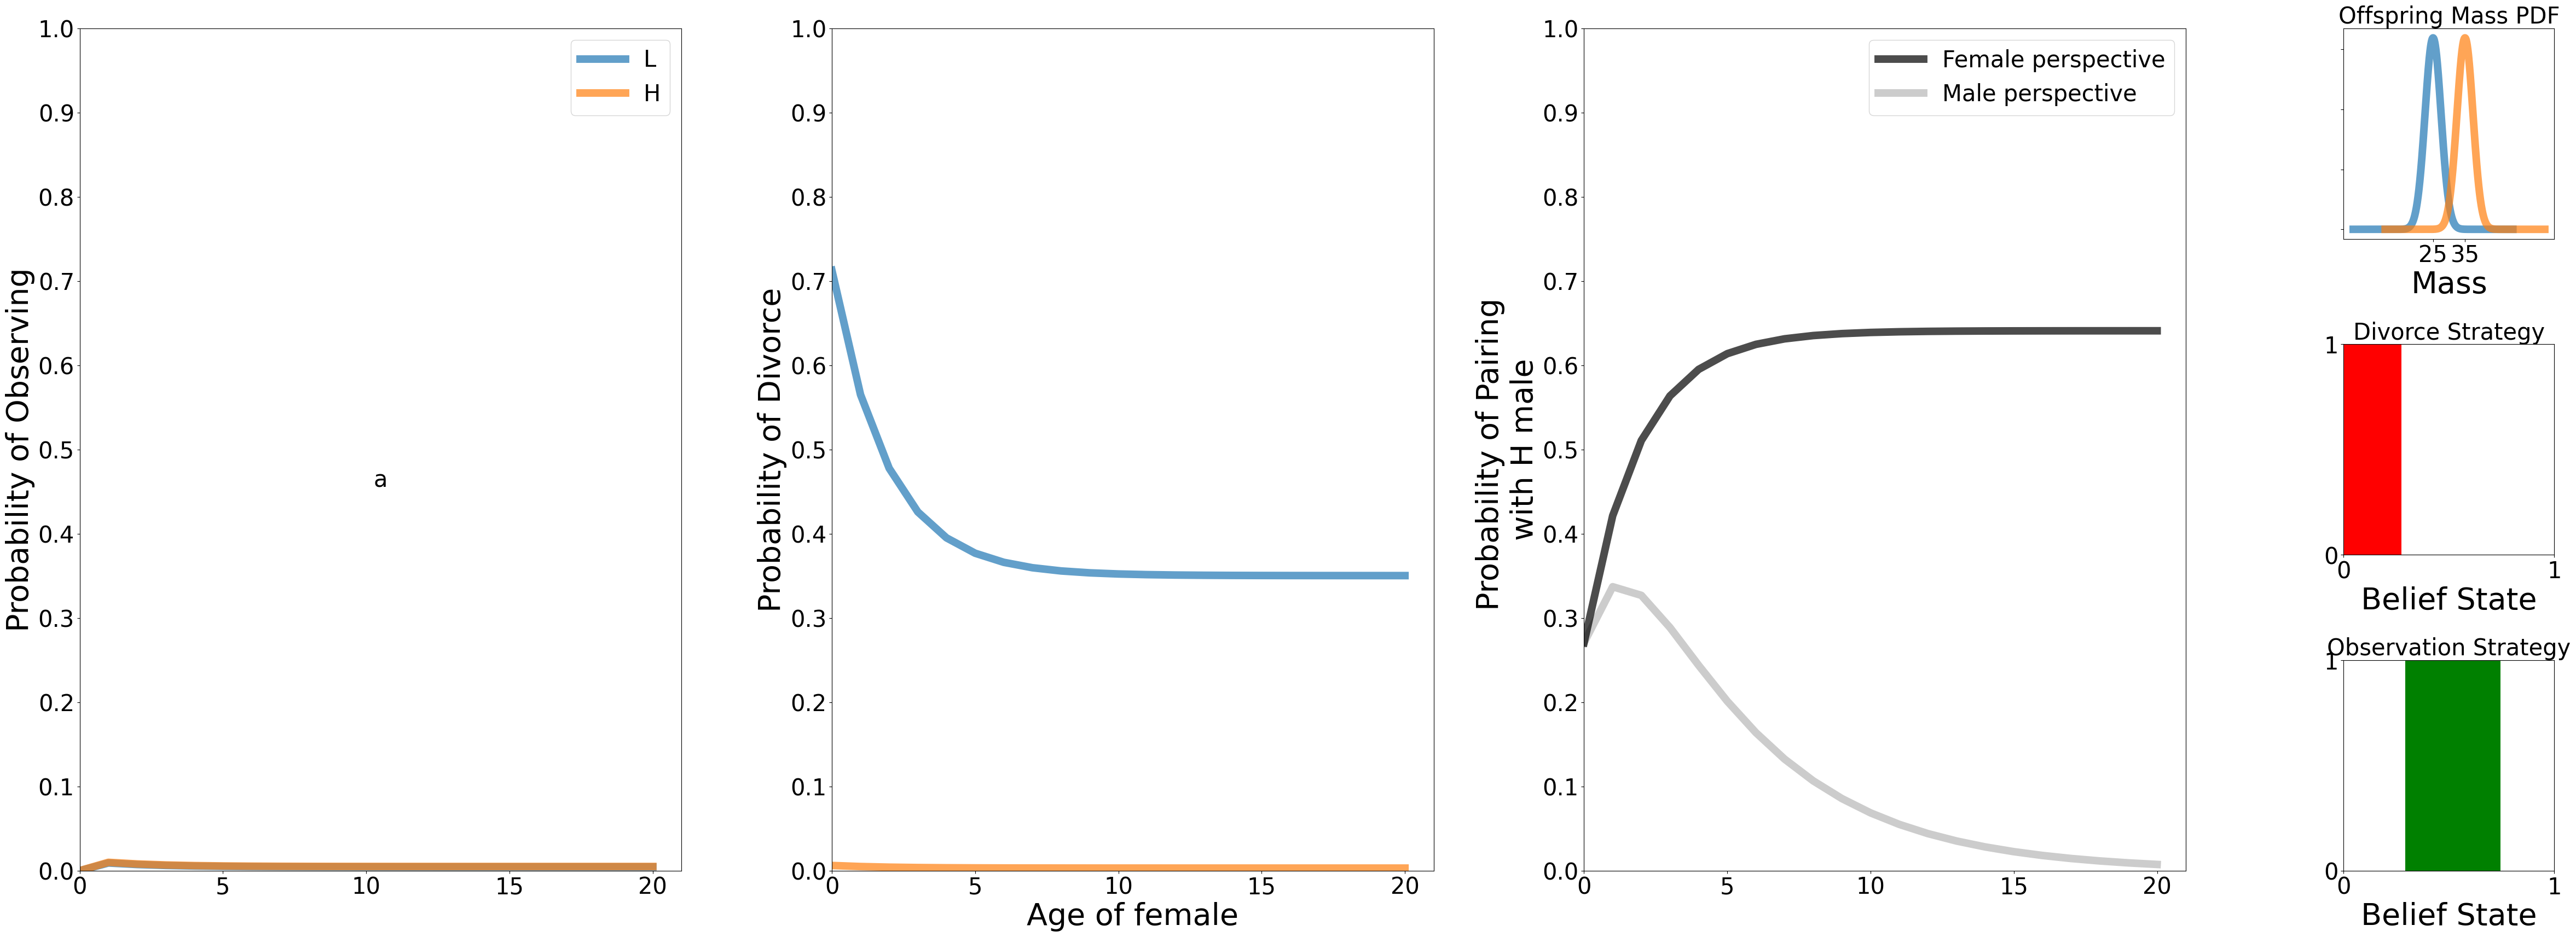 Probability of Observing
1.0
0.9
0.8
0.7
0.6
0.5
0.4
0.3
0.2
0.1
0.0
0 5 10 15 20
L
H
a
Probability of Divorce
1.0
0.9
0.8
0.7
0.6
0.5
0.4
0.3
0.2
0.1
0.0
0 5 10 15 20
Age of female
Probability of Pairing
with H male
1.0
0.9
0.8
0.7
0.6
0.5
0.4
0.3
0.2
0.1
0.0
0 5 10 15 20
Female perspective
Male perspective
Offspring Mass PDF
25 35
Mass
Divorce Strategy
1
0
0 1
Belief State
Observation Strategy
1
0
0 1
Belief State